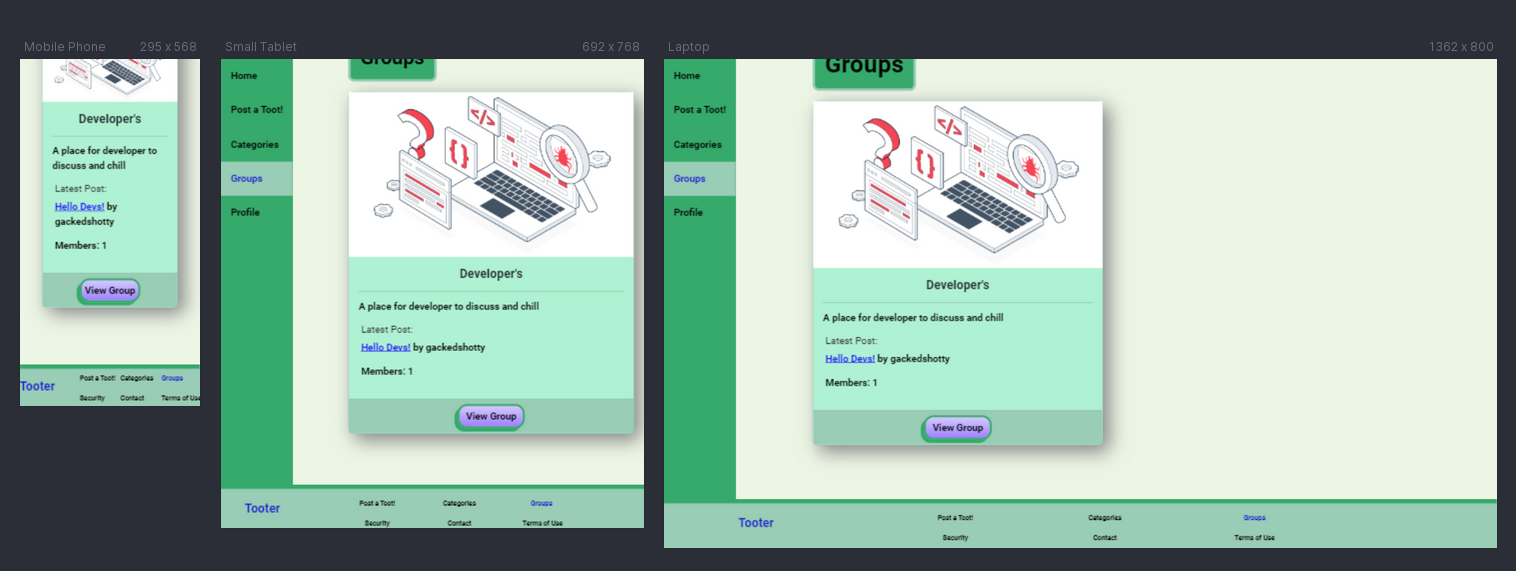 Mobile Phone 295 x 568
Developer's
A place for developer to
discuss and chill
Latest Post:
Hello Devs! by
gackedshotty
Members: 1
View Group
Tooter
Post a Toot! Categories Groups
Security Contact Terms of Use
Small Tablet 692 x 768
Groups
Home
Post a Toot!
Categories
Groups
Profile
</>
{}
Developer's
A place for developer to discuss and chill
Latest Post:
Hello Devs! by gackedshotty
Members: 1
View Group
Tooter
Post a Toot! Categories Groups
Security Contact Terms of Use
Laptop 1362 x 800
Groups
Home
Post a Toot!
Categories
Groups
Profile
</>
{}
Developer's
A place for developer to discuss and chill
Latest Post:
Hello Devs! by gackedshotty
Members: 1
View Group
Tooter
Post a Toot! Categories Groups
Security Contact Terms of Use